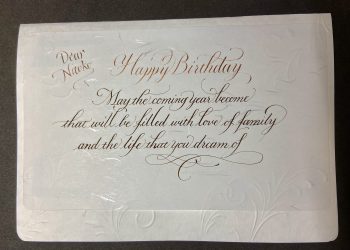 Dear
Happy Birthday,
May the coming year become
that will be filled with love of family
and the life that you dream of